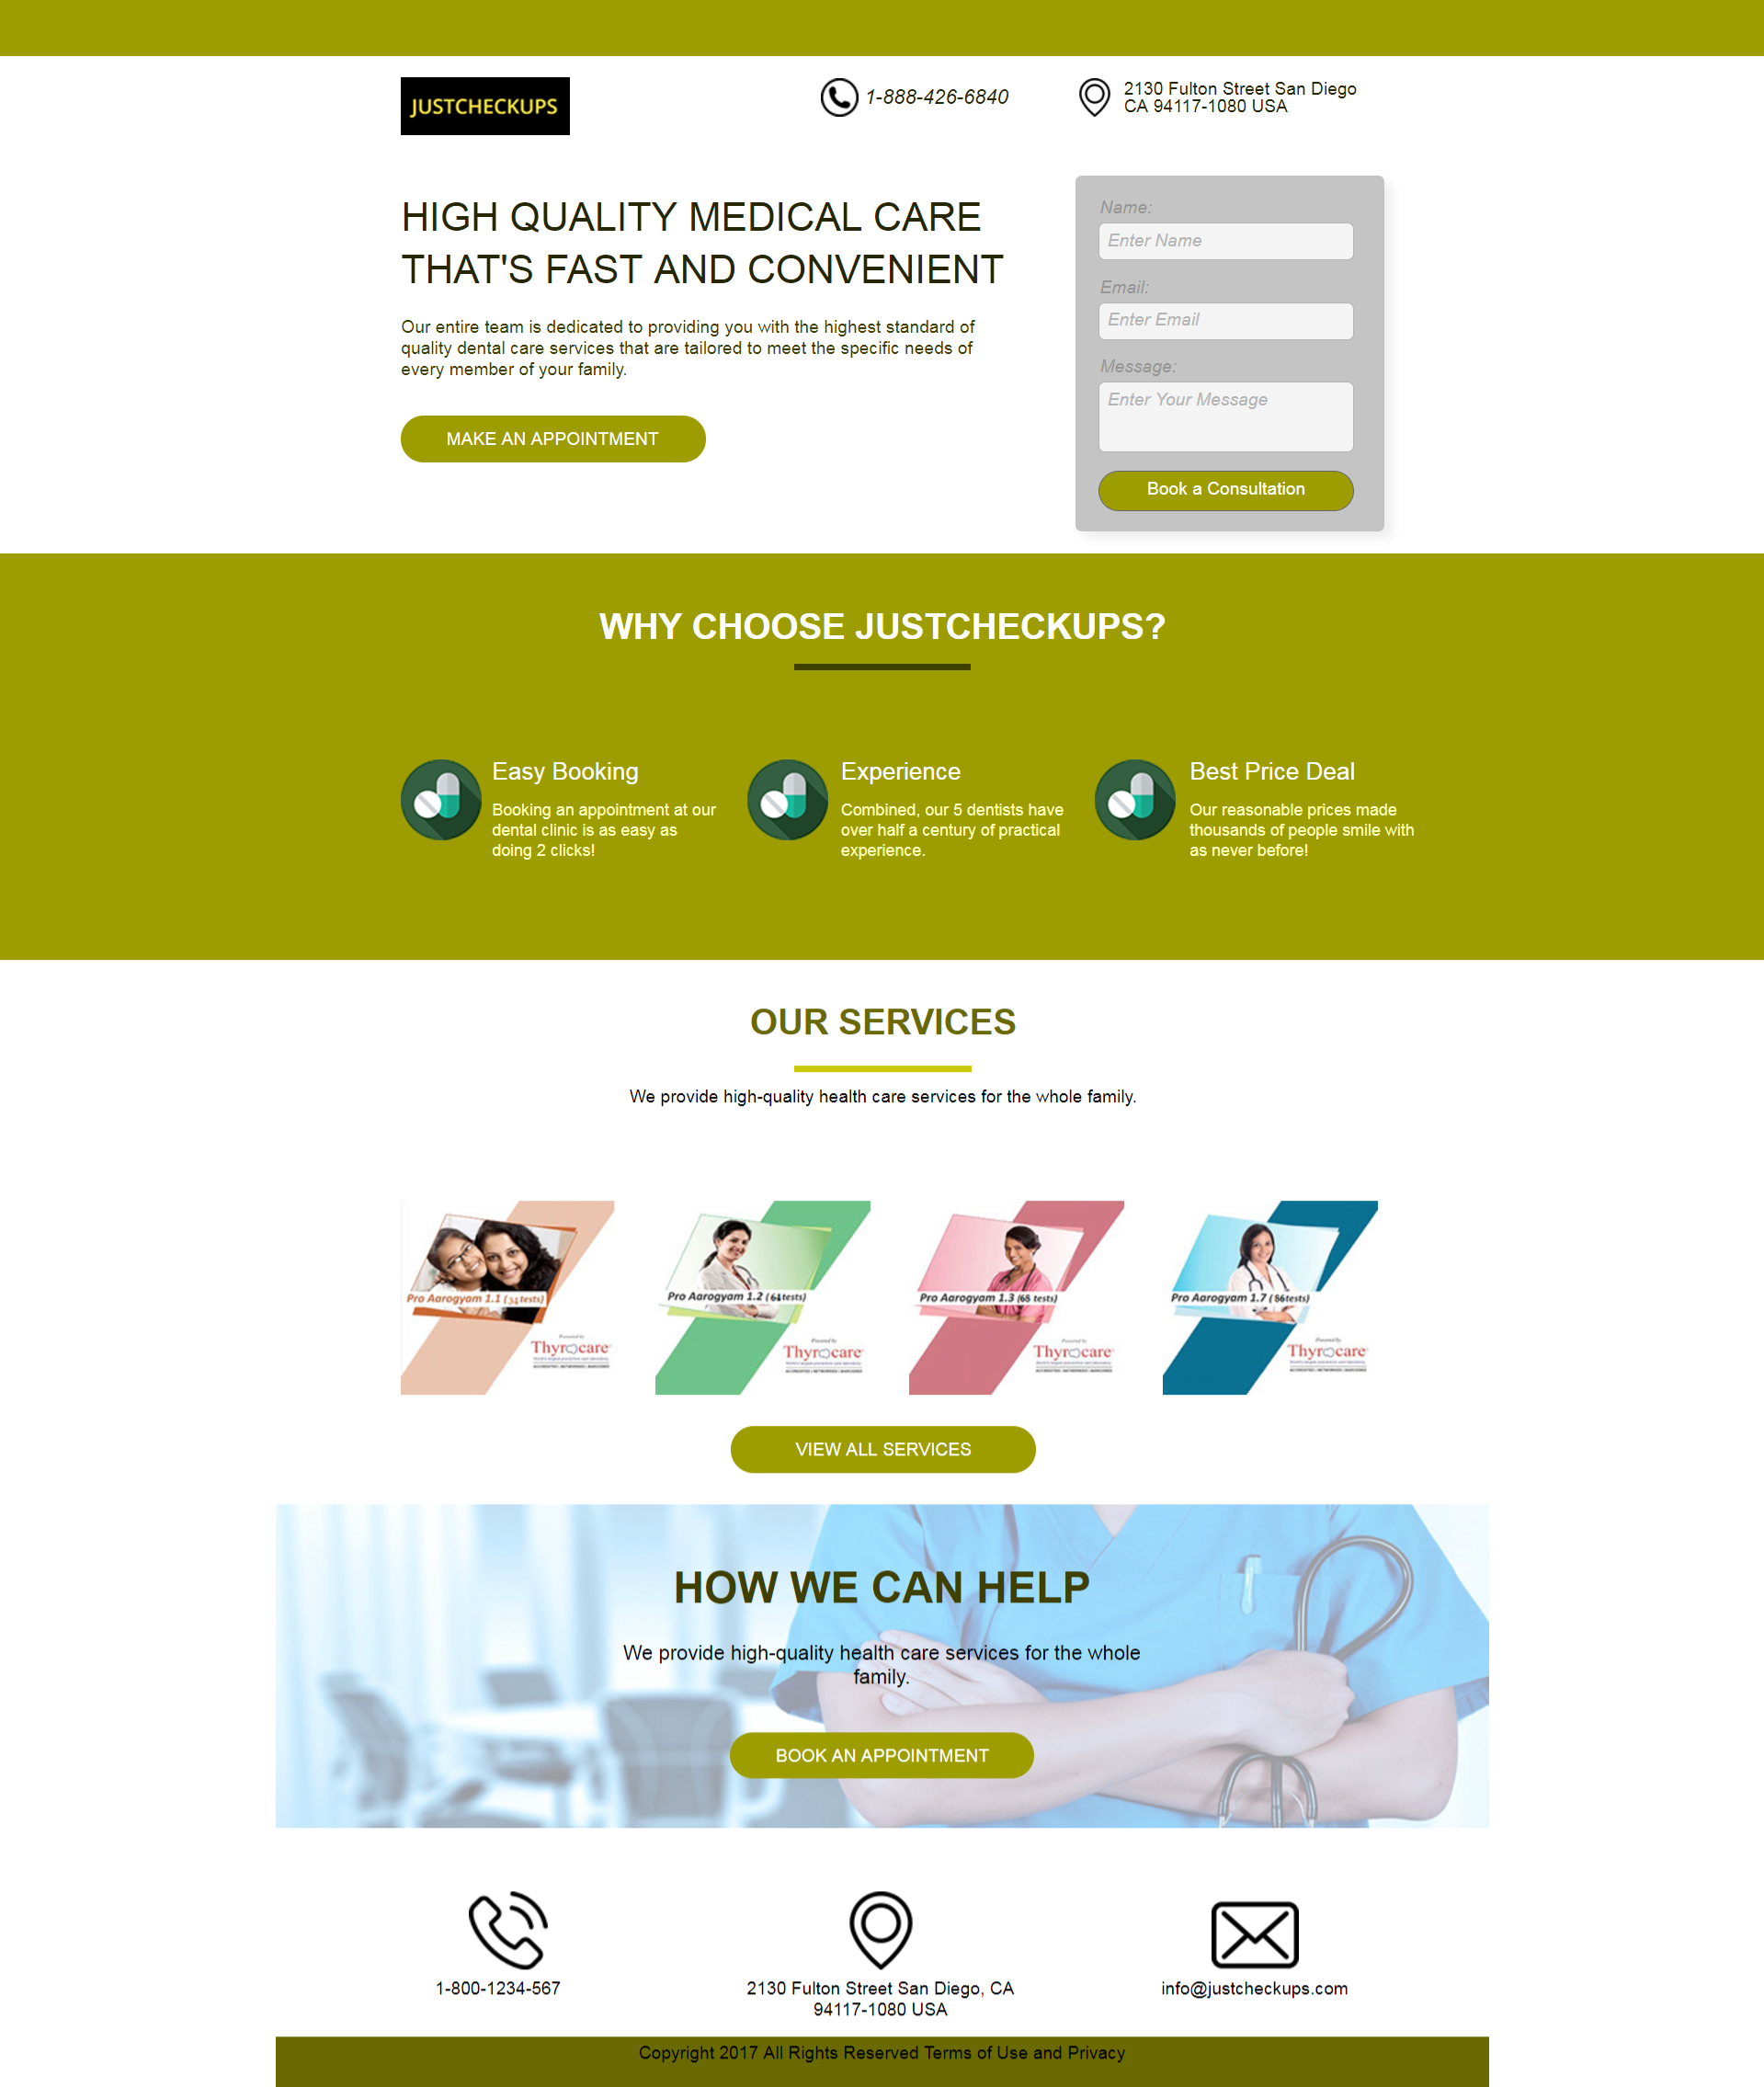 JUSTCHECKUPS
1-888-426-6840
2130 Fulton Street San Diego
CA 94117-1080 USA
HIGH QUALITY MEDICAL CARE
THAT'S FAST AND CONVENIENT
Our entire team is dedicated to providing you with the highest standard of
quality dental care services that are tailored to meet the specific needs of
every member of your family.
MAKE AN APPOINTMENT
Name:
Enter Name
Email:
Enter Email
Message:
Enter Your Message
Book a Consultation
WHY CHOOSE JUSTCHECKUPS?
Easy Booking
Booking an appointment at our
dental clinic is as easy as
doing 2 clicks!
Experience
Combined, our 5 dentists have
over half a century of practical
experience.
Best Price Deal
Our reasonable prices made
thousands of people smile with
as never before!
OUR SERVICES
We provide high-quality health care services for the whole family.
Pro Aarogyam 1.1 (34 tests)
Powered by
Thyrocare
Pro Aarogyam 1.2 (64 tests)
Powered by
Thyrocare
Pro Aarogyam 1.3 (68 tests)
Powered by
Thyrocare
Pro Aarogyam 1.7 (86tests)
Powered by
Thyrocare
VIEW ALL SERVICES
HOW WE CAN HELP
We provide high-quality health care services for the whole
family.
BOOK AN APPOINTMENT
1-800-1234-567
2130 Fulton Street San Diego, CA
94117-1080 USA
info@justcheckups.com
Copyright 2017 All Rights Reserved Terms of Use and Privacy